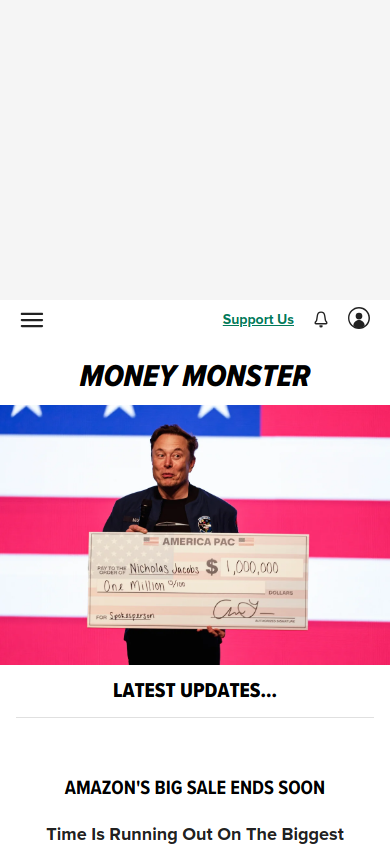 Support Us
MONEY MONSTER
AMERICA PAC
PAY TO THE
ORDER OF
Nicholas Jacobs $ 1,000,000
One Million 0/100
DOLLARS
FOR Spokesperson
AUTHORIZED SIGNATURE
LATEST UPDATES...
AMAZON'S BIG SALE ENDS SOON
Time Is Running Out On The Biggest